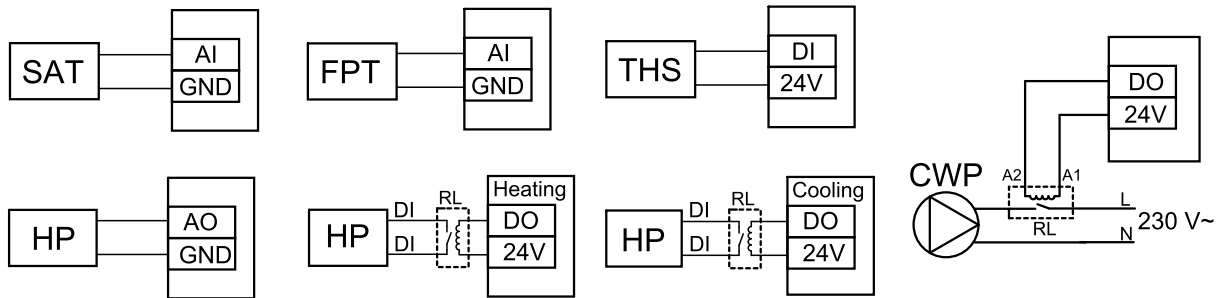 SAT
AI
GND
FPT
AI
GND
THS
DI
24V
DO
24V
CWP
A2
A1
L
RL
N
230 V~
HP
AO
GND
HP
DI
DI
RL
Heating
DO
24V
HP
DI
DI
RL
Cooling
DO
24V